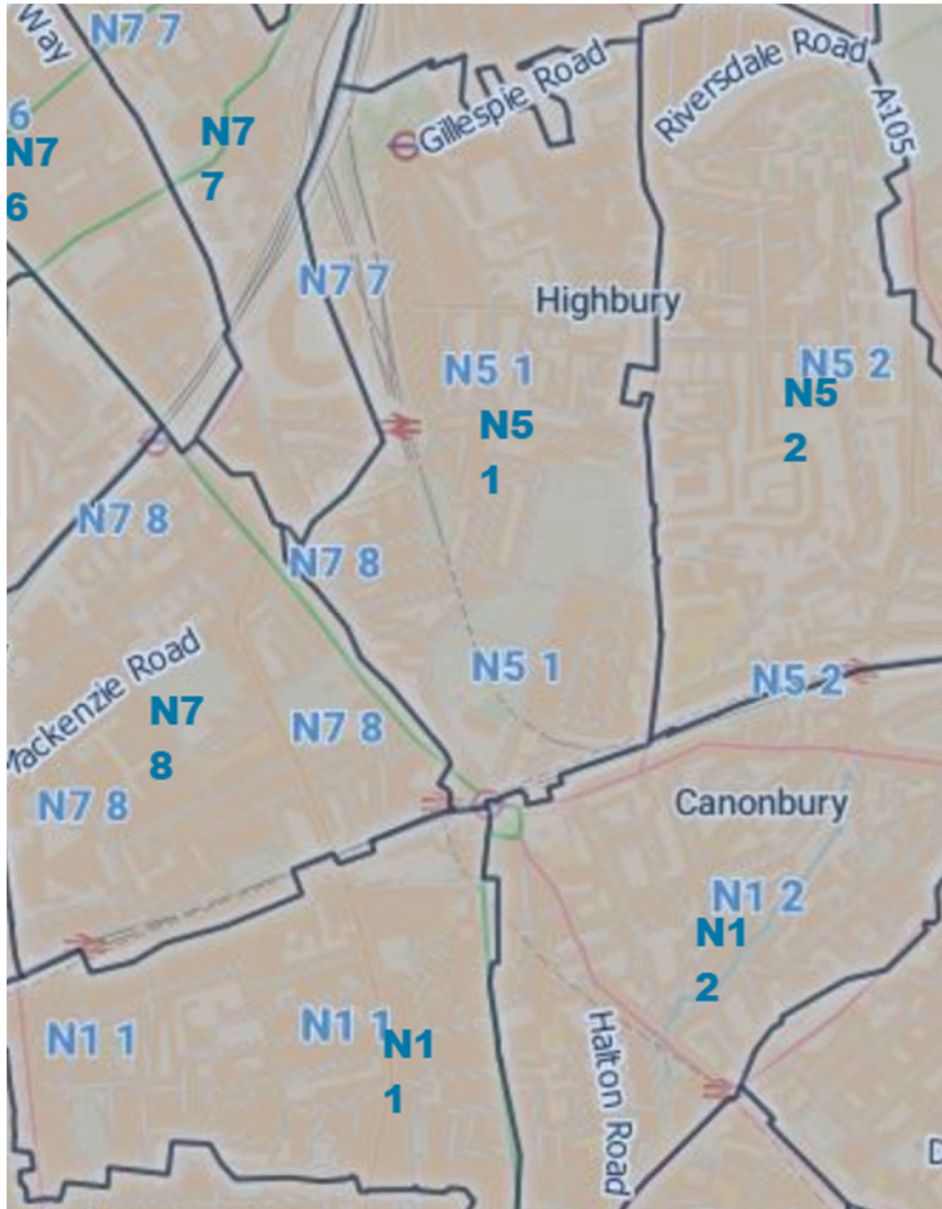 Way
N7 7
6
N7
6
N7
7
Gillespie Road
Riversdale Road
A105
N7 7
Highbury
N5 1
N5
1
N5 2
N5
2
N7 8
N7 8
Mackenzie Road
N7
8
N7 8
N7 8
N5 1
N5 2
Canonbury
N1 2
N1
2
N1 1
N1 1
N1
1
Halton Road
D